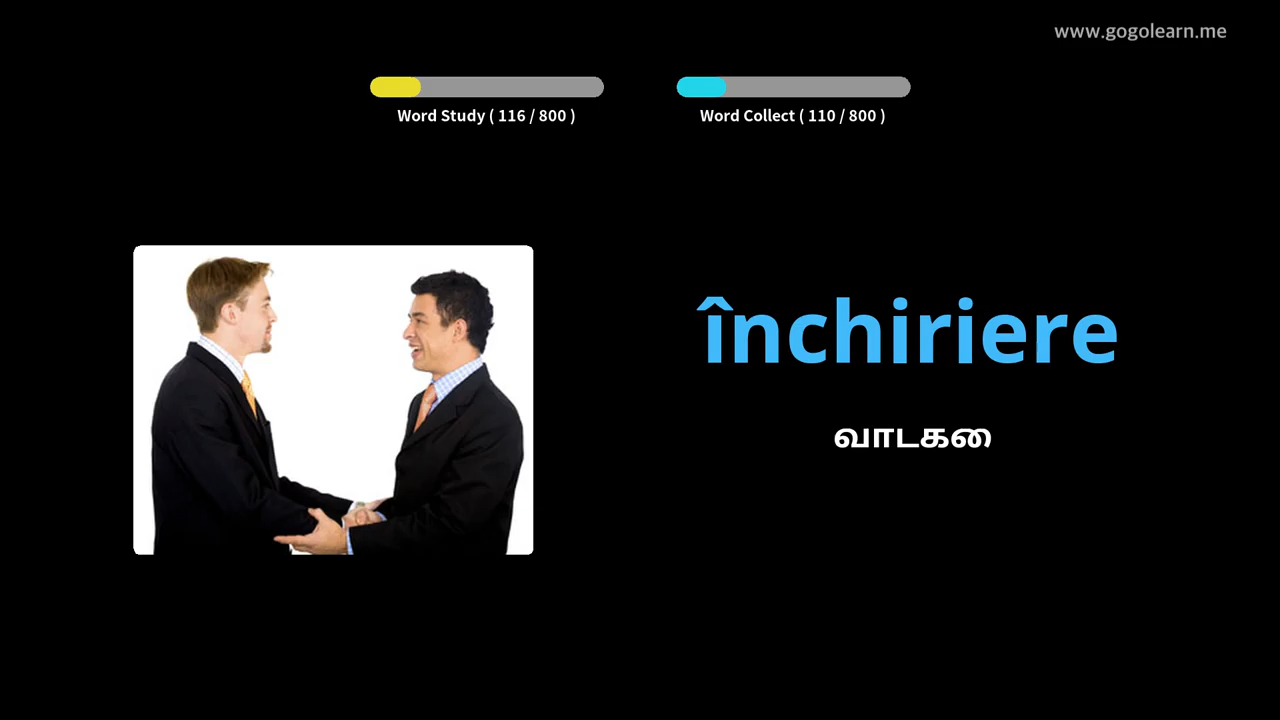 www.gogolearn.me
Word Study ( 116 / 800 )
Word Collect ( 110 / 800 )
închiriere
வாடகை